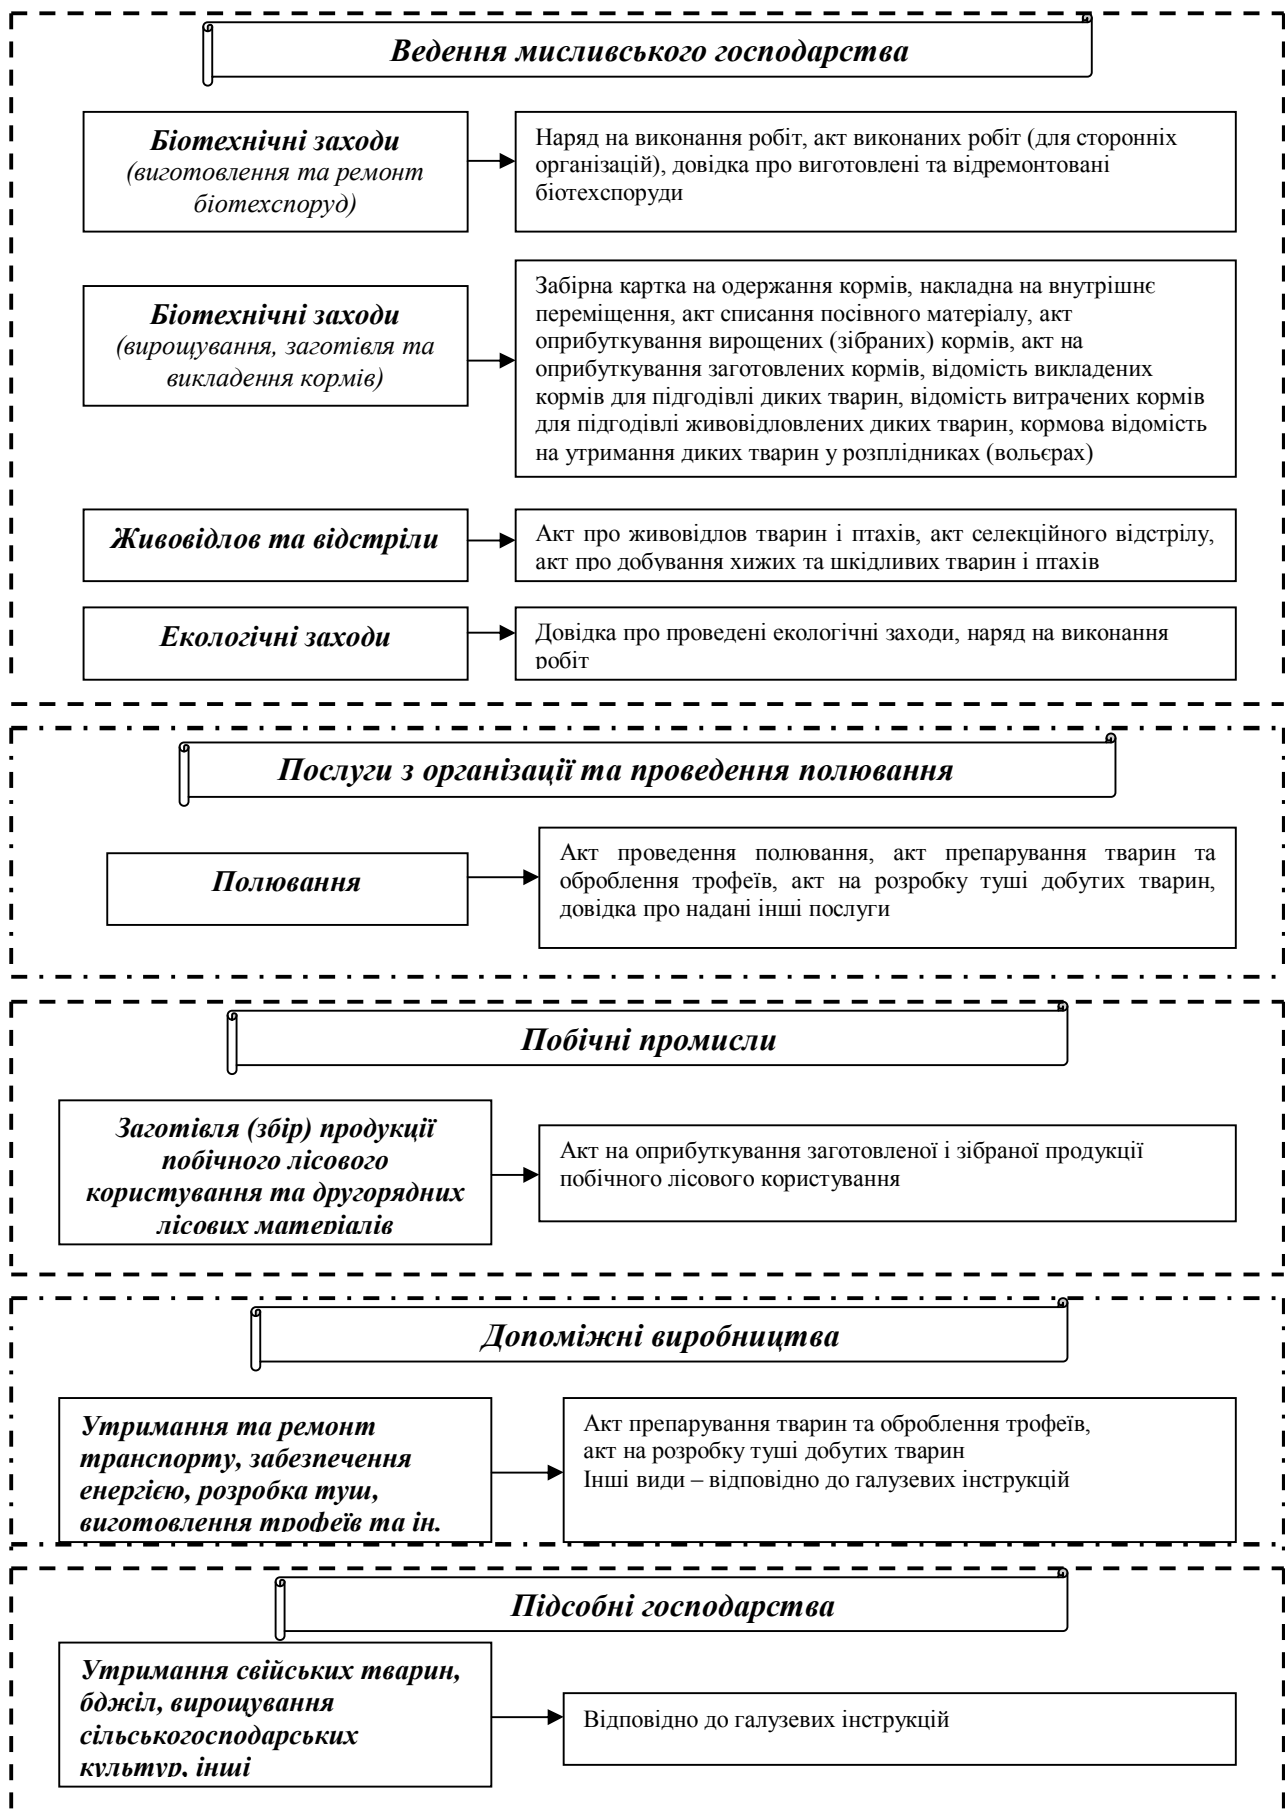 Ведення мисливського господарства
Біотехнічні заходи
(виготовлення та ремонт
біотехспоруд)
Наряд на виконання робіт, акт виконаних робіт (для сторонніх
організацій), довідка про виготовлені та відремонтовані
біотехспоруди
Біотехнічні заходи
(вирощування, заготівля та
викладення кормів)
Забірна картка на одержання кормів, накладна на внутрішнє
переміщення, акт списання посівного матеріалу, акт
оприбуткування вирощених (зібраних) кормів, акт на
оприбуткування заготовлених кормів, відомість викладених
кормів для підгодівлі диких тварин, відомість витрачених кормів
для підгодівлі живовідловлених диких тварин, кормова відомість
на утримання диких тварин у розплідниках (вольєрах)
Живовідлов та відстріли
Акт про живовідлов тварин і птахів, акт селекційного відстрілу,
акт про добування хижих та шкідливих тварин і птахів
Екологічні заходи
Довідка про проведені екологічні заходи, наряд на виконання
робіт
Послуги з організації та проведення полювання
Полювання
Акт проведення полювання, акт препарування тварин та
оброблення трофеїв, акт на розробку туші добутих тварин,
довідка про надані інші послуги
Побічні промисли
Заготівля (збір) продукції
побічного лісового
користування та другорядних
лісових матеріалів
Акт на оприбуткування заготовленої і зібраної продукції
побічного лісового користування
Допоміжні виробництва
Утримання та ремонт
транспорту, забезпечення
енергією, розробка туш,
виготовлення трофеїв та ін.
Акт препарування тварин та оброблення трофеїв,
акт на розробку туші добутих тварин
Інші види – відповідно до галузевих інструкцій
Підсобні господарства
Утримання свійських тварин,
бджіл, вирощування
сільськогосподарських
культур, інші
Відповідно до галузевих інструкцій